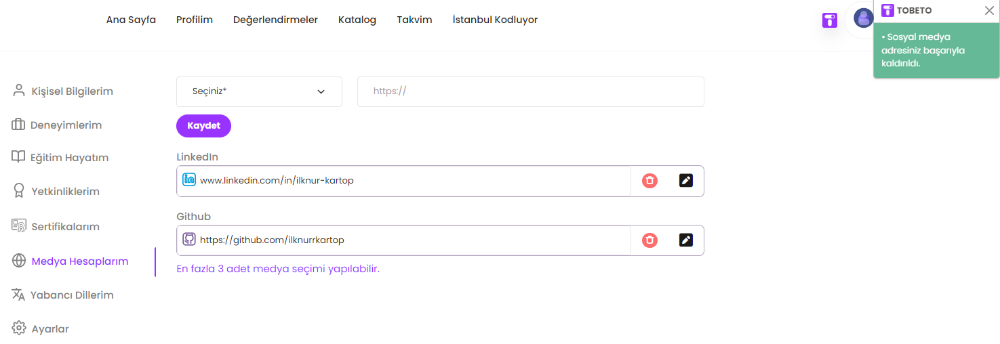 Ana Sayfa Profilim Değerlendirmeler Katalog Takvim İstanbul Kodluyor
TOBETO
• Sosyal medya
adresiniz başarıyla
kaldırıldı.
Kişisel Bilgilerim
Deneyimlerim
Eğitim Hayatım
Yetkinliklerim
Sertifikalarım
Medya Hesaplarım
Yabancı Dillerim
Ayarlar
Seçiniz*
https://
Kaydet
LinkedIn
www.linkedin.com/in/ilknur-kartop
Github
https://github.com/ilknurrkartop
En fazla 3 adet medya seçimi yapılabilir.